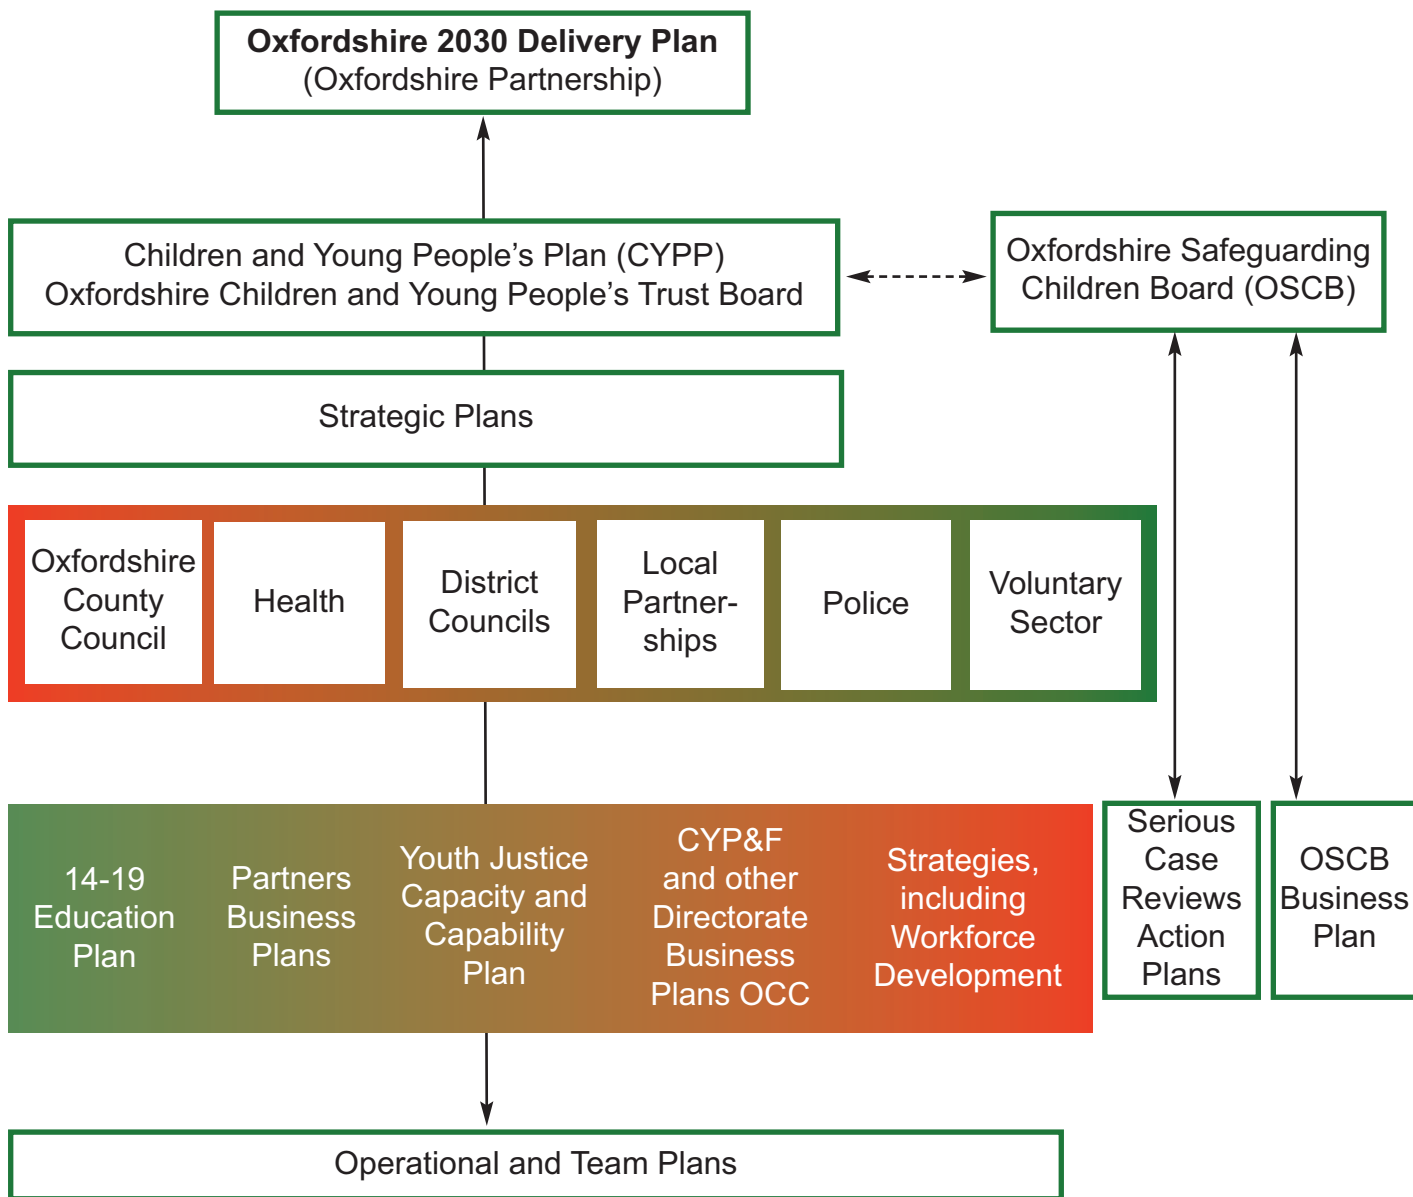 Oxfordshire 2030 Delivery Plan
(Oxfordshire Partnership)
Children and Young People’s Plan (CYPP)
Oxfordshire Children and Young People’s Trust Board
Oxfordshire Safeguarding
Children Board (OSCB)
Strategic Plans
Oxfordshire
County
Council
Health
District
Councils
Local
Partner-
ships
Police
Voluntary
Sector
14-19
Education
Plan
Partners
Business
Plans
Youth Justice
Capacity and
Capability
Plan
CYP&F
and other
Directorate
Business
Plans OCC
Strategies,
including
Workforce
Development
Serious
Case
Reviews
Action
Plans
OSCB
Business
Plan
Operational and Team Plans